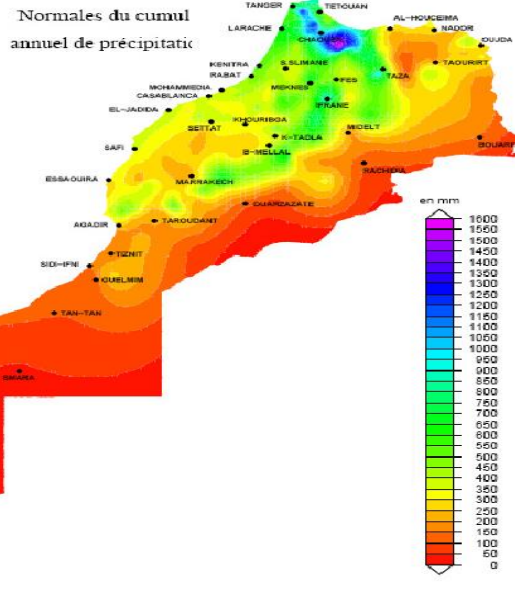 Normales du cumul
annuel de précipitatic
TANGER
TETOUAN
LARACHE
AL-HOUCEIMA
NADOR
OUJDA
KENITRA
RABAT
S.SLIMANE
TAOURIRT
TAZA
FES
MEKNES
MOHAMMEDIA
CASABLANCA
IFRANE
EL-JADIDA
KHOURIBGA
SETTAT
K-TADLA
MIDELT
BOUARF
SAFI
B-MELLAL
RACHIDIA
ESSAOUIRA
MARRAKECH
OUARZAZATE
AGADIR
TAROUDANT
TIZNIT
SIDI-IFNI
GUELMIM
TAN-TAN
SMARA
en mm
1600
1550
1500
1450
1400
1350
1300
1250
1200
1150
1100
1050
1000
950
900
850
800
750
700
650
600
550
500
450
400
350
300
250
200
150
100
50
0